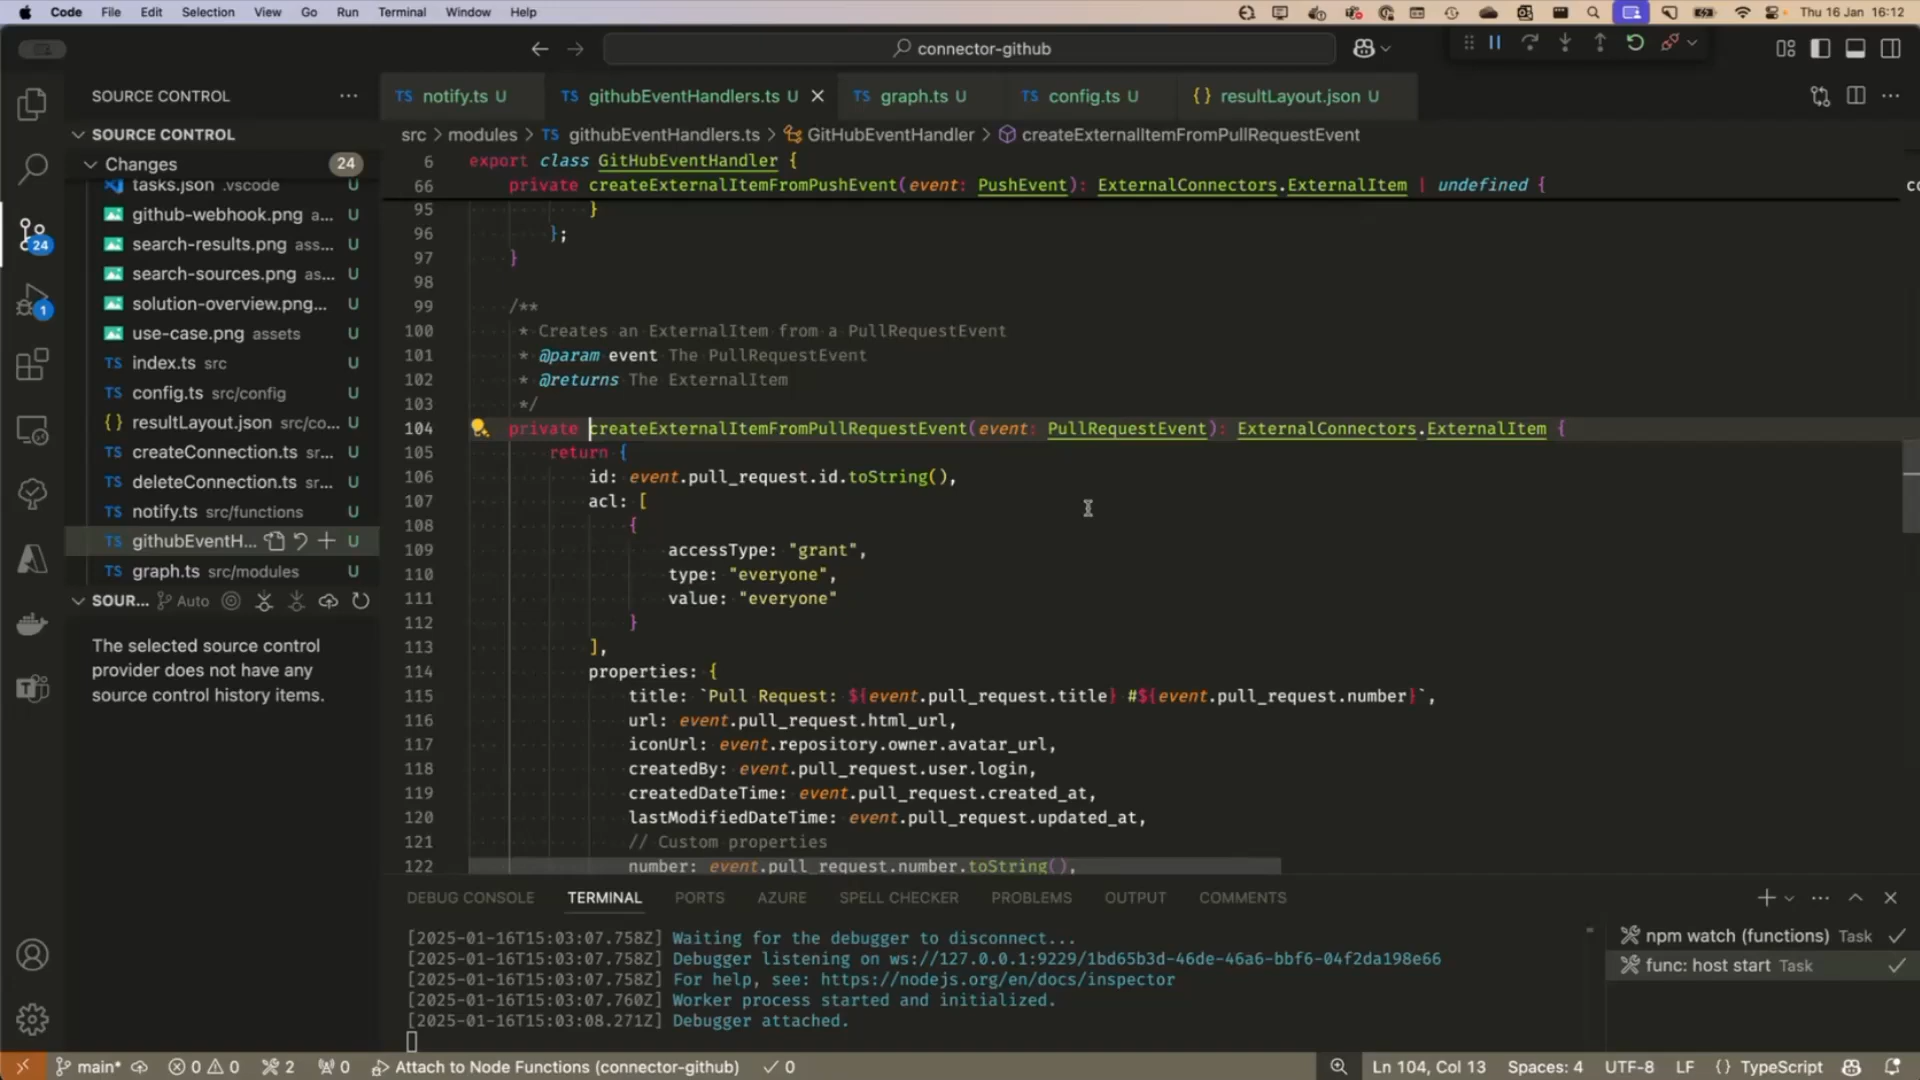 Code File Edit Selection View Go Run Terminal Window Help Thu 16 Jan 16:12
connector-github
SOURCE CONTROL
TS notify.ts U
TS githubEventHandlers.ts U
TS graph.ts U
TS config.ts U
{} resultLayout.json U
SOURCE CONTROL
Changes 24
tasks.json .vscode U
github-webhook.png a... U
search-results.png ass... U
search-sources.png as... U
solution-overview.png... U
use-case.png assets U
TS index.ts src U
TS config.ts src/config U
{} resultLayout.json src/co... U
TS createConnection.ts sr... U
TS deleteConnection.ts sr... U
TS notify.ts src/functions U
TS githubEventH... U
TS graph.ts src/modules U
SOUR... Auto
The selected source control
provider does not have any
source control history items.
24
1
src > modules > TS githubEventHandlers.ts > GitHubEventHandler > createExternalItemFromPullRequestEvent
6 export class GitHubEventHandler {
66 private createExternalItemFromPushEvent(event: PushEvent): ExternalConnectors.ExternalItem | undefined {
95 }
96 };
97 }
98
99 /**
100 * Creates an ExternalItem from a PullRequestEvent
101 * @param event The PullRequestEvent
102 * @returns The ExternalItem
103 */
104 private createExternalItemFromPullRequestEvent(event: PullRequestEvent): ExternalConnectors.ExternalItem {
105 return {
106 id: event.pull_request.id.toString(),
107 acl: [
108 {
109 accessType: "grant",
110 type: "everyone",
111 value: "everyone"
112 }
113 ],
114 properties: {
115 title: `Pull Request: ${event.pull_request.title} #${event.pull_request.number}`,
116 url: event.pull_request.html_url,
117 iconUrl: event.repository.owner.avatar_url,
118 createdBy: event.pull_request.user.login,
119 createdDateTime: event.pull_request.created_at,
120 lastModifiedDateTime: event.pull_request.updated_at,
121 // Custom properties
122 number: event.pull_request.number.toString(),
DEBUG CONSOLE TERMINAL PORTS AZURE SPELL CHECKER PROBLEMS OUTPUT COMMENTS
[2025-01-16T15:03:07.758Z] Waiting for the debugger to disconnect...
[2025-01-16T15:03:07.758Z] Debugger listening on ws://127.0.0.1:9229/1bd65b3d-46de-46a6-bbf6-04f2da198e66
[2025-01-16T15:03:07.758Z] For help, see: https://nodejs.org/en/docs/inspector
[2025-01-16T15:03:07.760Z] Worker process started and initialized.
[2025-01-16T15:03:08.271Z] Debugger attached.
npm watch (functions) Task
func: host start Task
main* 0 0 2 0 Attach to Node Functions (connector-github) 0 Ln 104, Col 13 Spaces: 4 UTF-8 LF {} TypeScript